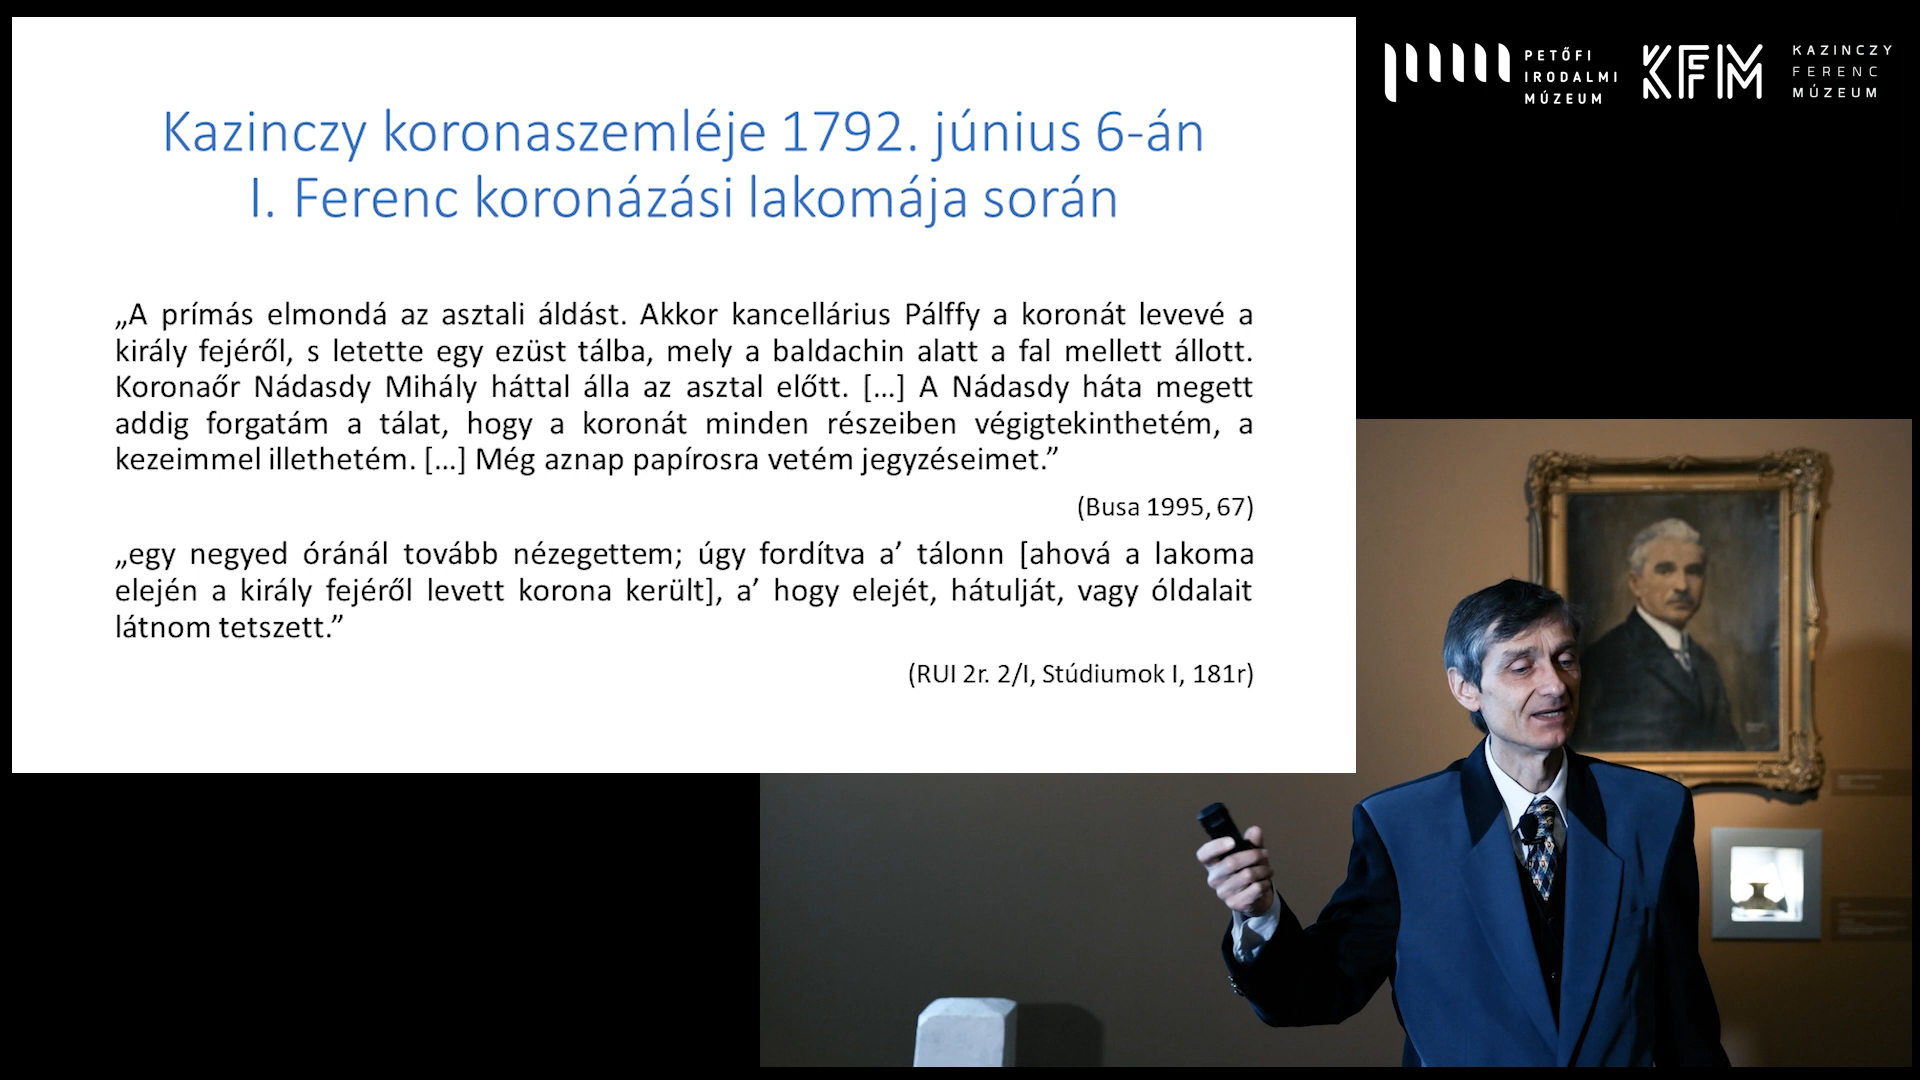 Kazinczy koronaszemléje 1792. június 6-án
I. Ferenc koronázási lakomája során
„A prímás elmondá az asztali áldást. Akkor kancellárius Pálffy a koronát levevé a
király fejéről, s letette egy ezüst tálba, mely a baldachin alatt a fal mellett állott.
Koronaőr Nádasdy Mihály háttal álla az asztal előtt. […] A Nádasdy háta megett
addig forgatám a tálat, hogy a koronát minden részeiben végigtekinthetém, a
kezeimmel illethetém. […] Még aznap papírosra vetém jegyzéseimet.”
(Busa 1995, 67)
„egy negyed óránál tovább nézegettem; úgy fordítva a’ tálonn [ahová a lakoma
elején a király fejéről levett korona került], a’ hogy elejét, hátulját, vagy óldalait
látnom tetszett.”
(RUI 2r. 2/I, Stúdiumok I, 181r)
PETŐFI
IRODALMI
MÚZEUM
KFM
KAZINCZY
FERENC
MÚZEUM